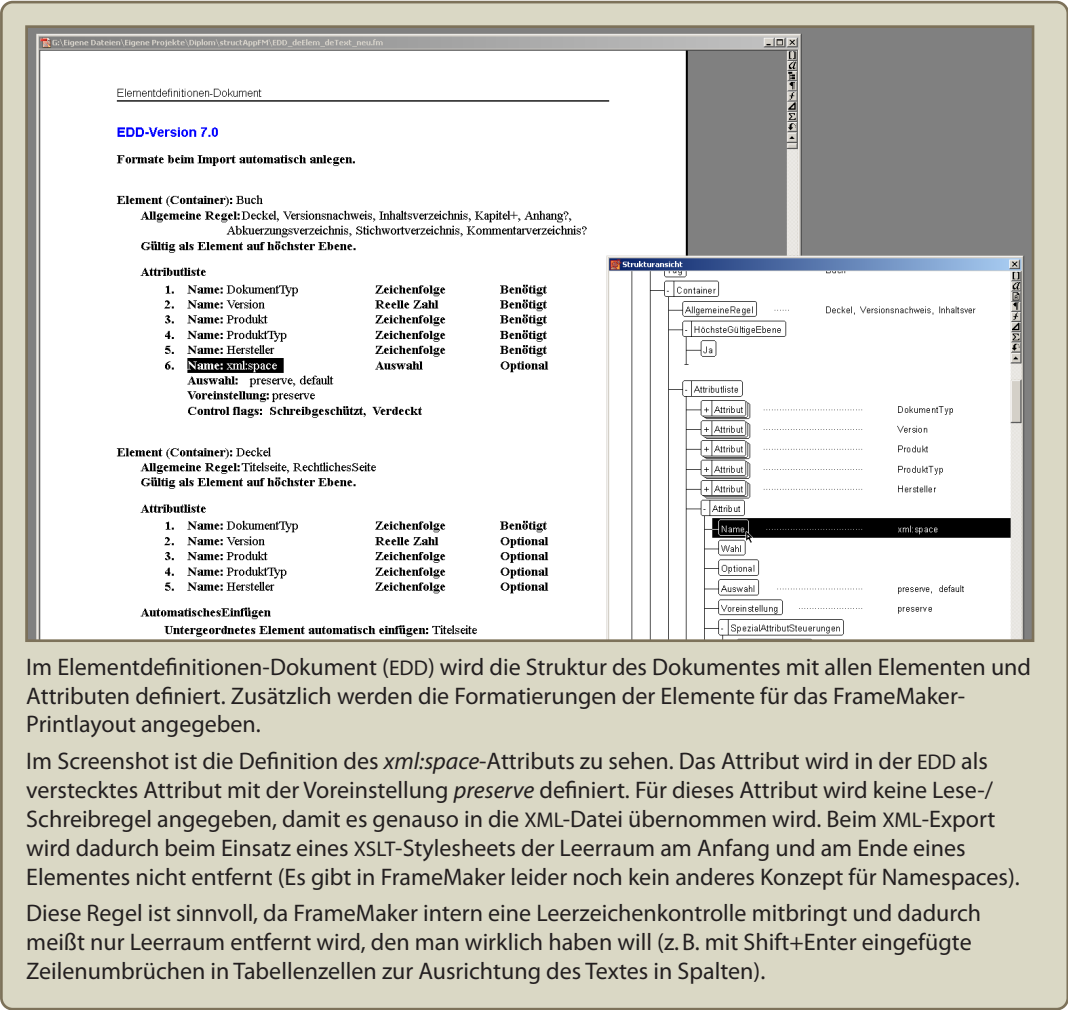 G:\Eigene Dateien\Eigene Projekte\Diplom\structAppFM\EDD_deElem_deText_neu.fm
Elementdefinitionen-Dokument
EDD-Version 7.0
Formate beim Import automatisch anlegen.
Element (Container): Buch
Allgemeine Regel: Deckel, Versionsnachweis, Inhaltsverzeichnis, Kapitel+, Anhang?,
Abkuerzungsverzeichnis, Stichwortverzeichnis, Kommentarverzeichnis?
Gültig als Element auf höchster Ebene.
Attributliste
1. Name: DokumentTyp Zeichenfolge Benötigt
2. Name: Version Reelle Zahl Benötigt
3. Name: Produkt Zeichenfolge Benötigt
4. Name: ProduktTyp Zeichenfolge Benötigt
5. Name: Hersteller Zeichenfolge Benötigt
6. Name: xml:space Auswahl Optional
Auswahl: preserve, default
Voreinstellung: preserve
Control flags: Schreibgeschützt, Verdeckt
Element (Container): Deckel
Allgemeine Regel: Titelseite, RechtlichesSeite
Gültig als Element auf höchster Ebene.
Attributliste
1. Name: DokumentTyp Zeichenfolge Benötigt
2. Name: Version Reelle Zahl Optional
3. Name: Produkt Zeichenfolge Optional
4. Name: ProduktTyp Zeichenfolge Optional
5. Name: Hersteller Zeichenfolge Optional
AutomatischesEinfügen
Untergeordnetes Element automatisch einfügen: Titelseite
Strukturansicht
Container
AllgemeineRegel Deckel, Versionsnachweis, Inhaltsver
HöchsteGültigeEbene
Ja
Attributliste
Attribut DokumentTyp
Attribut Version
Attribut Produkt
Attribut ProduktTyp
Attribut Hersteller
Attribut
Name xml:space
Wahl
Optional
Auswahl preserve, default
Voreinstellung preserve
SpezialAttributSteuerungen
Im Elementdefinitionen-Dokument (EDD) wird die Struktur des Dokumentes mit allen Elementen und
Attributen definiert. Zusätzlich werden die Formatierungen der Elemente für das FrameMaker-
Printlayout angegeben.
Im Screenshot ist die Definition des xml:space-Attributs zu sehen. Das Attribut wird in der EDD als
verstecktes Attribut mit der Voreinstellung preserve definiert. Für dieses Attribut wird keine Lese-/
Schreibregel angegeben, damit es genauso in die XML-Datei übernommen wird. Beim XML-Export
wird dadurch beim Einsatz eines XSLT-Stylesheets der Leerraum am Anfang und am Ende eines
Elementes nicht entfernt (Es gibt in FrameMaker leider noch kein anderes Konzept für Namespaces).
Diese Regel ist sinnvoll, da FrameMaker intern eine Leerzeichenkontrolle mitbringt und dadurch
meißt nur Leerraum entfernt wird, den man wirklich haben will (z. B. mit Shift+Enter eingefügte
Zeilenumbrüchen in Tabellenzellen zur Ausrichtung des Textes in Spalten).